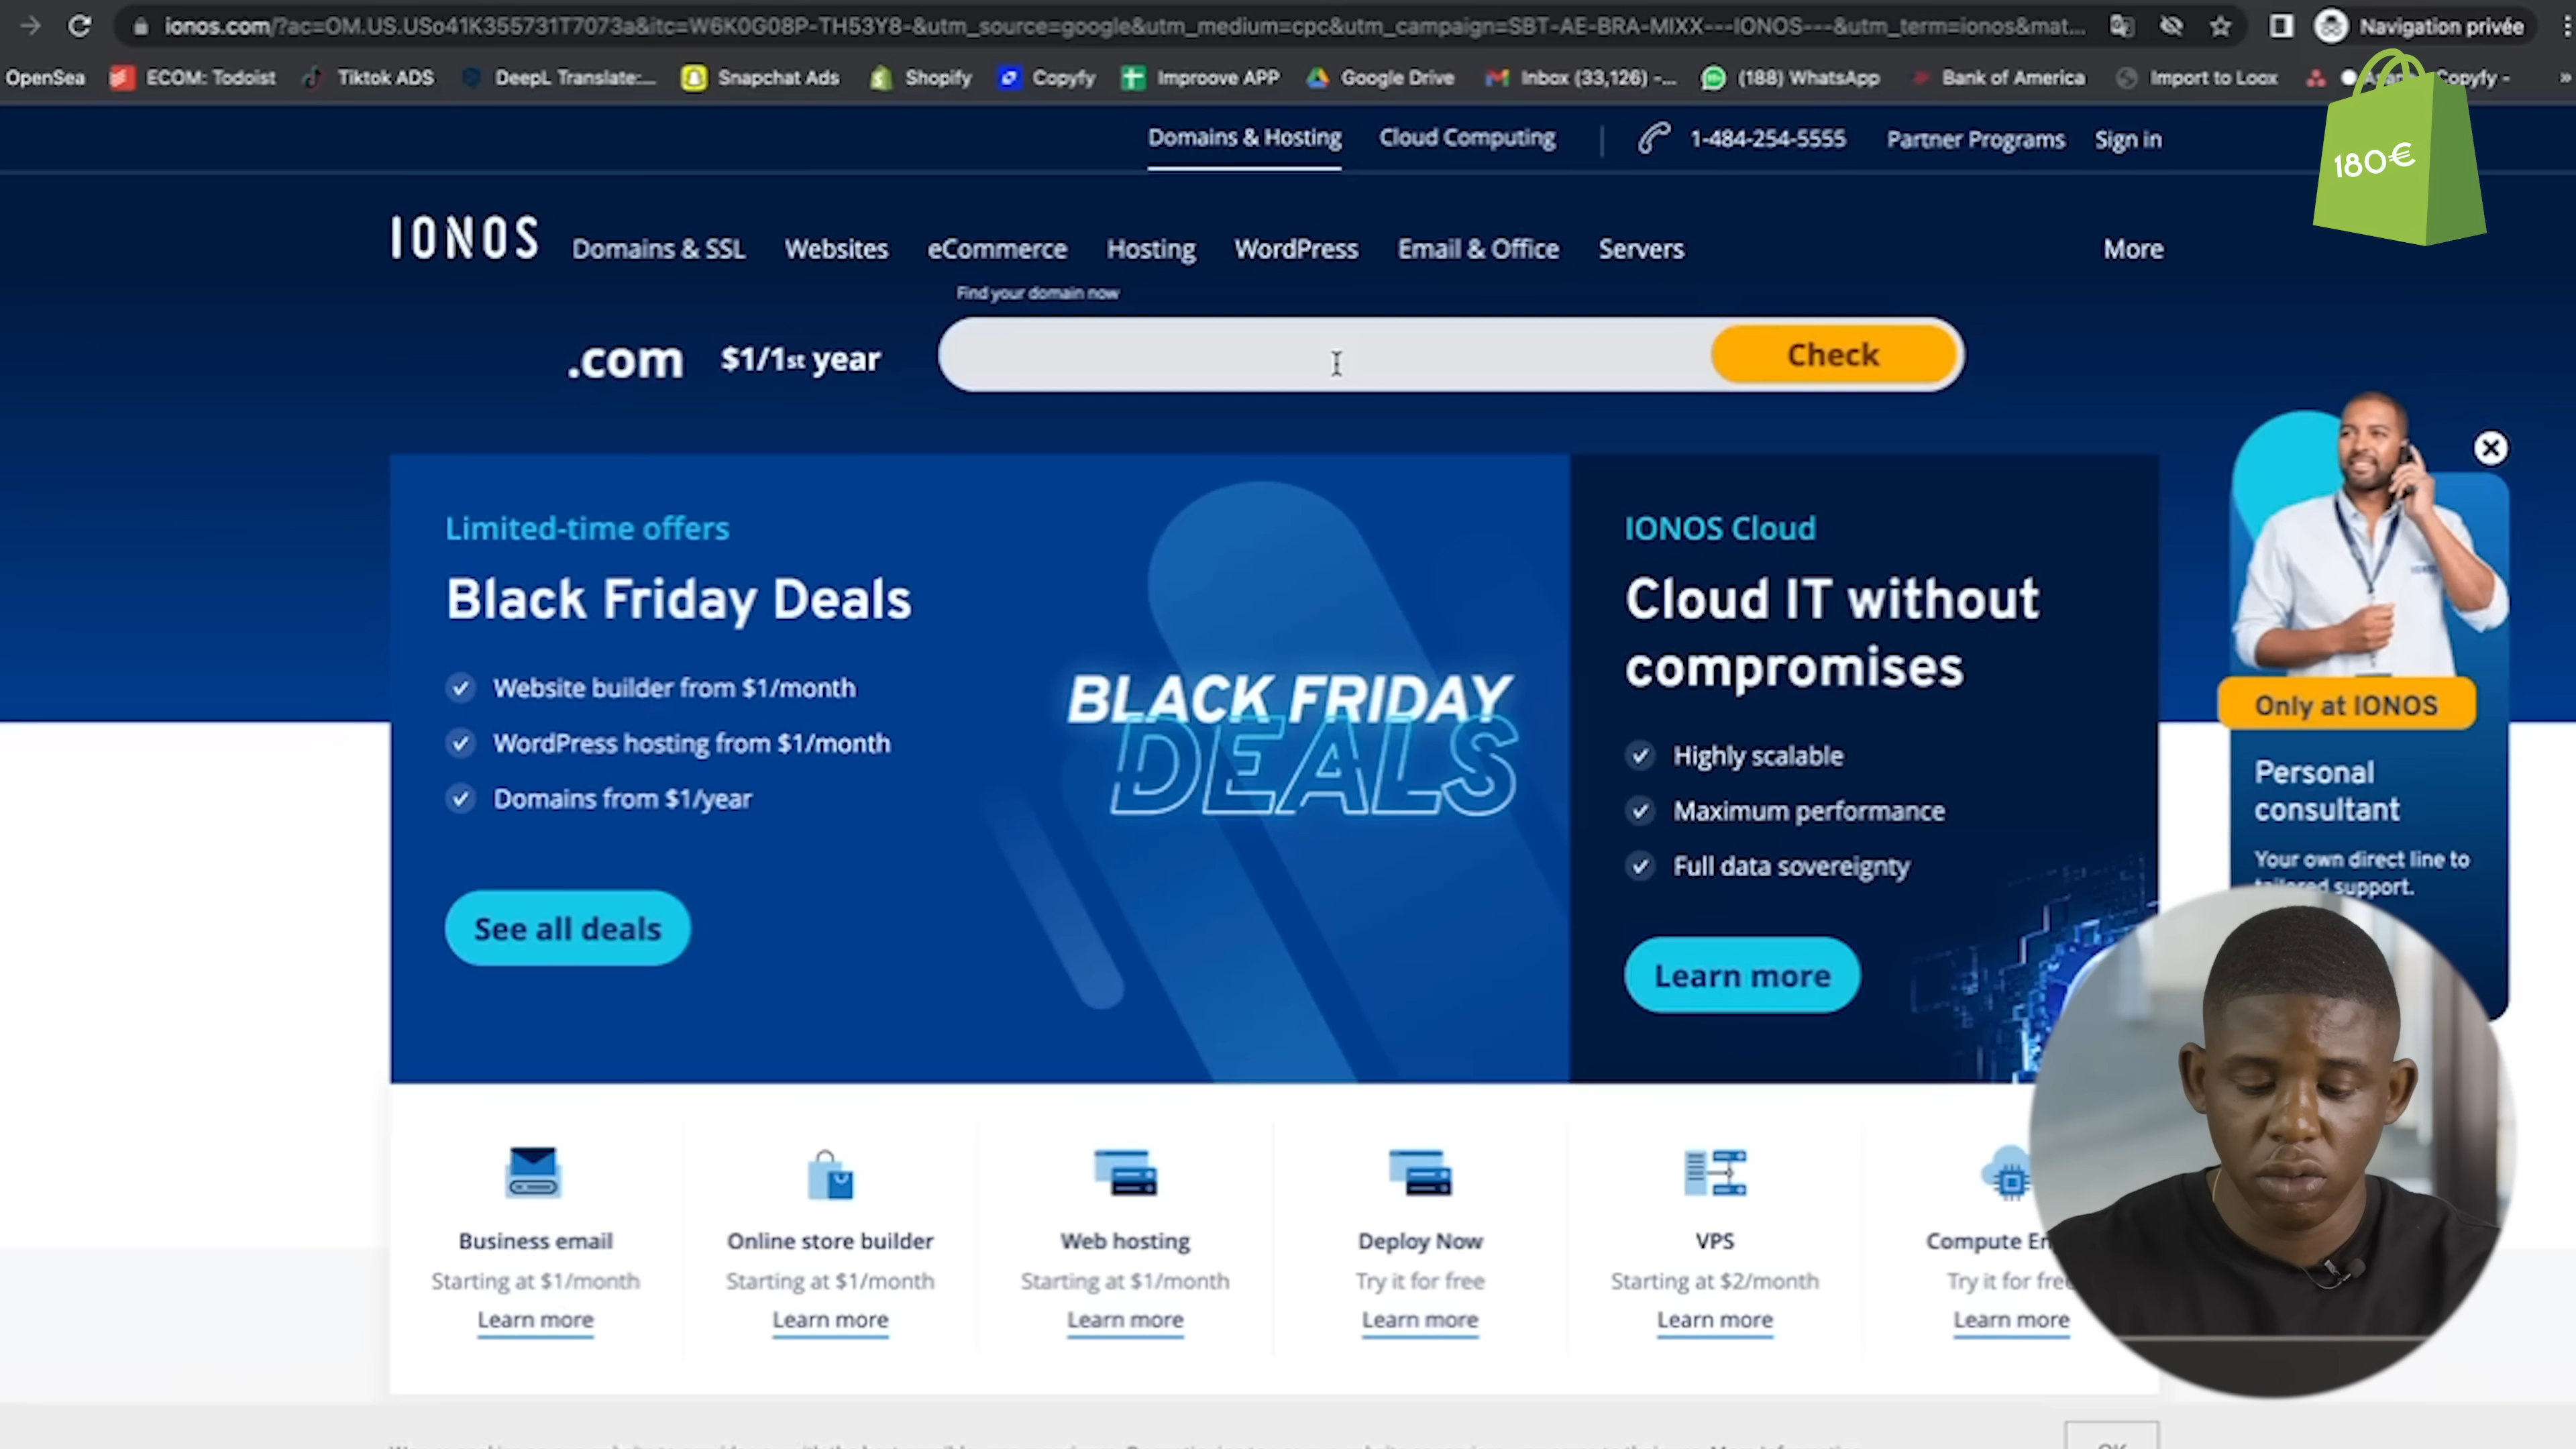 ionos.com/?ac=OM.US.USo41K355731T7073a&itc=W6K0G08P-TH53Y8-&utm_source=google&utm_medium=cpc&utm_campaign=SBT-AE-BRA-MIXX---IONOS---&utm_term=ionos&mat...
Navigation privée
OpenSea ECOM: Todoist Tiktok ADS DeepL Translate:... Snapchat Ads Shopify Copyfy Improove APP Google Drive Inbox (33,126) -... (188) WhatsApp Bank of America Import to Loox Copyfy - »
180€
Domains & Hosting Cloud Computing 1-484-254-5555 Partner Programs Sign in
IONOS Domains & SSL Websites eCommerce Hosting WordPress Email & Office Servers More
Find your domain now
.com $1/1st year Check
Limited-time offers
Black Friday Deals
Website builder from $1/month
WordPress hosting from $1/month
Domains from $1/year
See all deals
BLACK FRIDAY
DEALS
IONOS Cloud
Cloud IT without
compromises
Highly scalable
Maximum performance
Full data sovereignty
Learn more
Only at IONOS
Personal
consultant
Your own direct line to
tailored support.
Business email
Starting at $1/month
Learn more
Online store builder
Starting at $1/month
Learn more
Web hosting
Starting at $1/month
Learn more
Deploy Now
Try it for free
Learn more
VPS
Starting at $2/month
Learn more
Compute En
Try it for free
Learn more